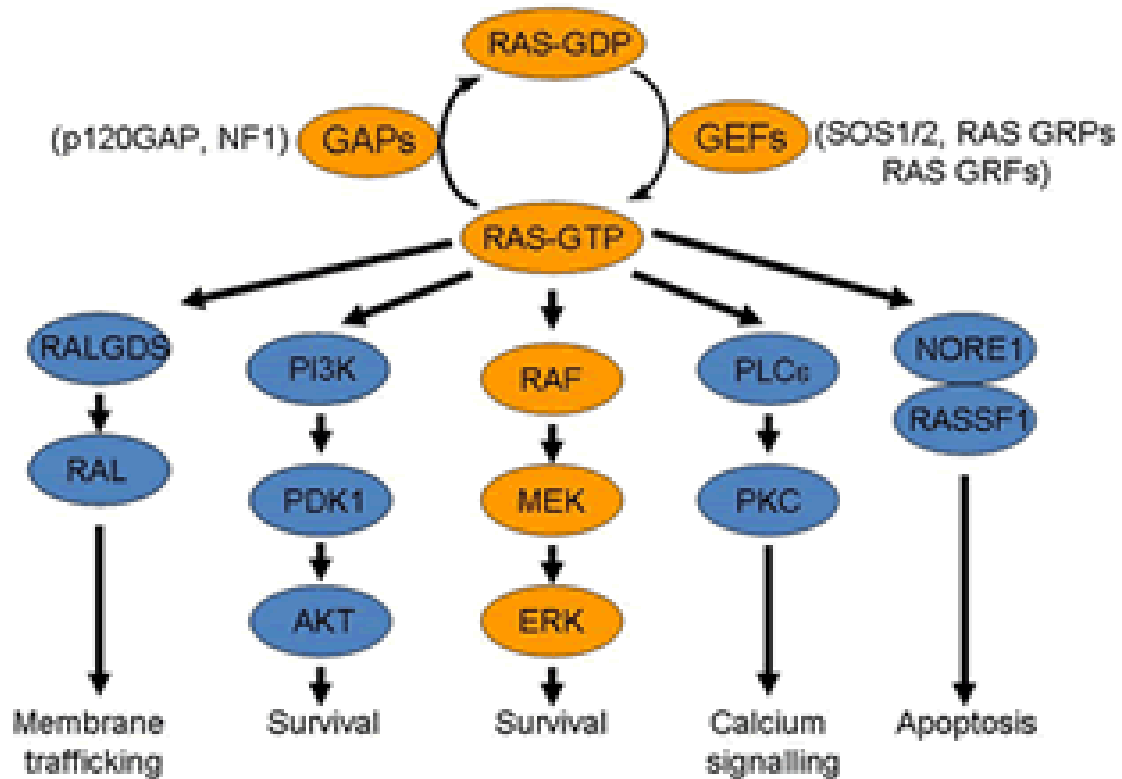 RAS-GDP
(p120GAP, NF1)
GAPs
GEFs
(SOS1/2, RAS GRPs
RAS GRFs)
RAS-GTP
RALGDS
PI3K
RAF
PLCε
NORE1
RASSF1
RAL
PDK1
MEK
PKC
AKT
ERK
Membrane
trafficking
Survival
Survival
Calcium
signalling
Apoptosis